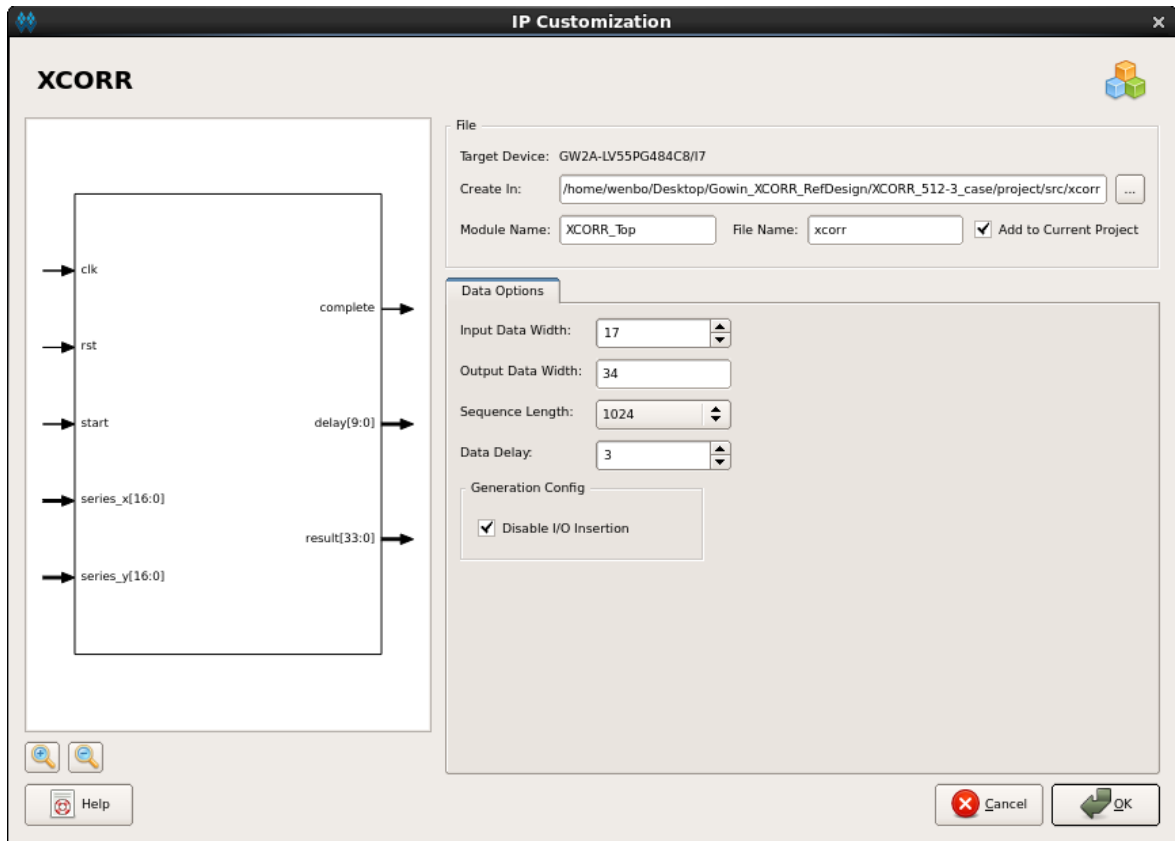 IP Customization
XCORR
clk
rst
start
series_x[16:0]
series_y[16:0]
complete
delay[9:0]
result[33:0]
File
Target Device: GW2A-LV55PG484C8/I7
Create In: /home/wenbo/Desktop/Gowin_XCORR_RefDesign/XCORR_512-3_case/project/src/xcorr ...
Module Name: XCORR_Top File Name: xcorr Add to Current Project
Data Options
Input Data Width: 17
Output Data Width: 34
Sequence Length: 1024
Data Delay: 3
Generation Config
Disable I/O Insertion
Help Cancel OK